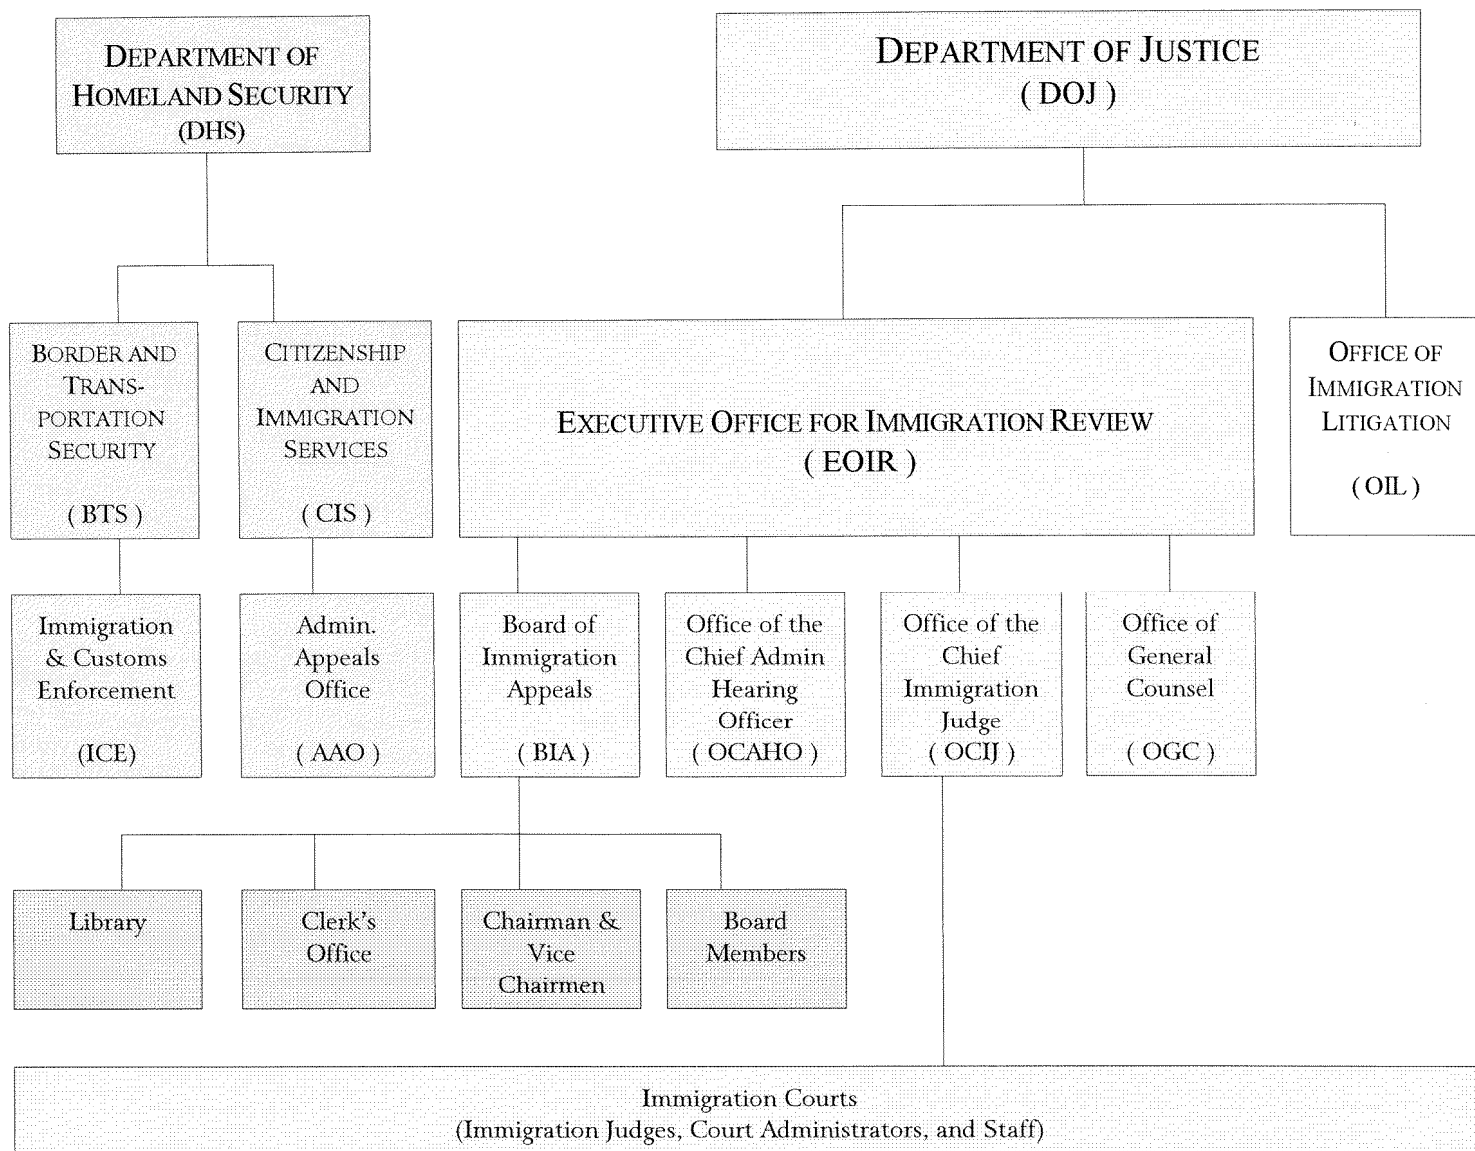 DEPARTMENT OF
HOMELAND SECURITY
(DHS)
DEPARTMENT OF JUSTICE
( DOJ )
BORDER AND
TRANS-
PORTATION
SECURITY
( BTS )
CITIZENSHIP
AND
IMMIGRATION
SERVICES
( CIS )
EXECUTIVE OFFICE FOR IMMIGRATION REVIEW
( EOIR )
OFFICE OF
IMMIGRATION
LITIGATION
( OIL )
Immigration
& Customs
Enforcement
(ICE)
Admin.
Appeals
Office
( AAO )
Board of
Immigration
Appeals
( BIA )
Office of the
Chief Admin
Hearing
Officer
( OCAHO )
Office of the
Chief
Immigration
Judge
( OCIJ )
Office of
General
Counsel
( OGC )
Library
Clerk's
Office
Chairman &
Vice
Chairmen
Board
Members
Immigration Courts
(Immigration Judges, Court Administrators, and Staff)